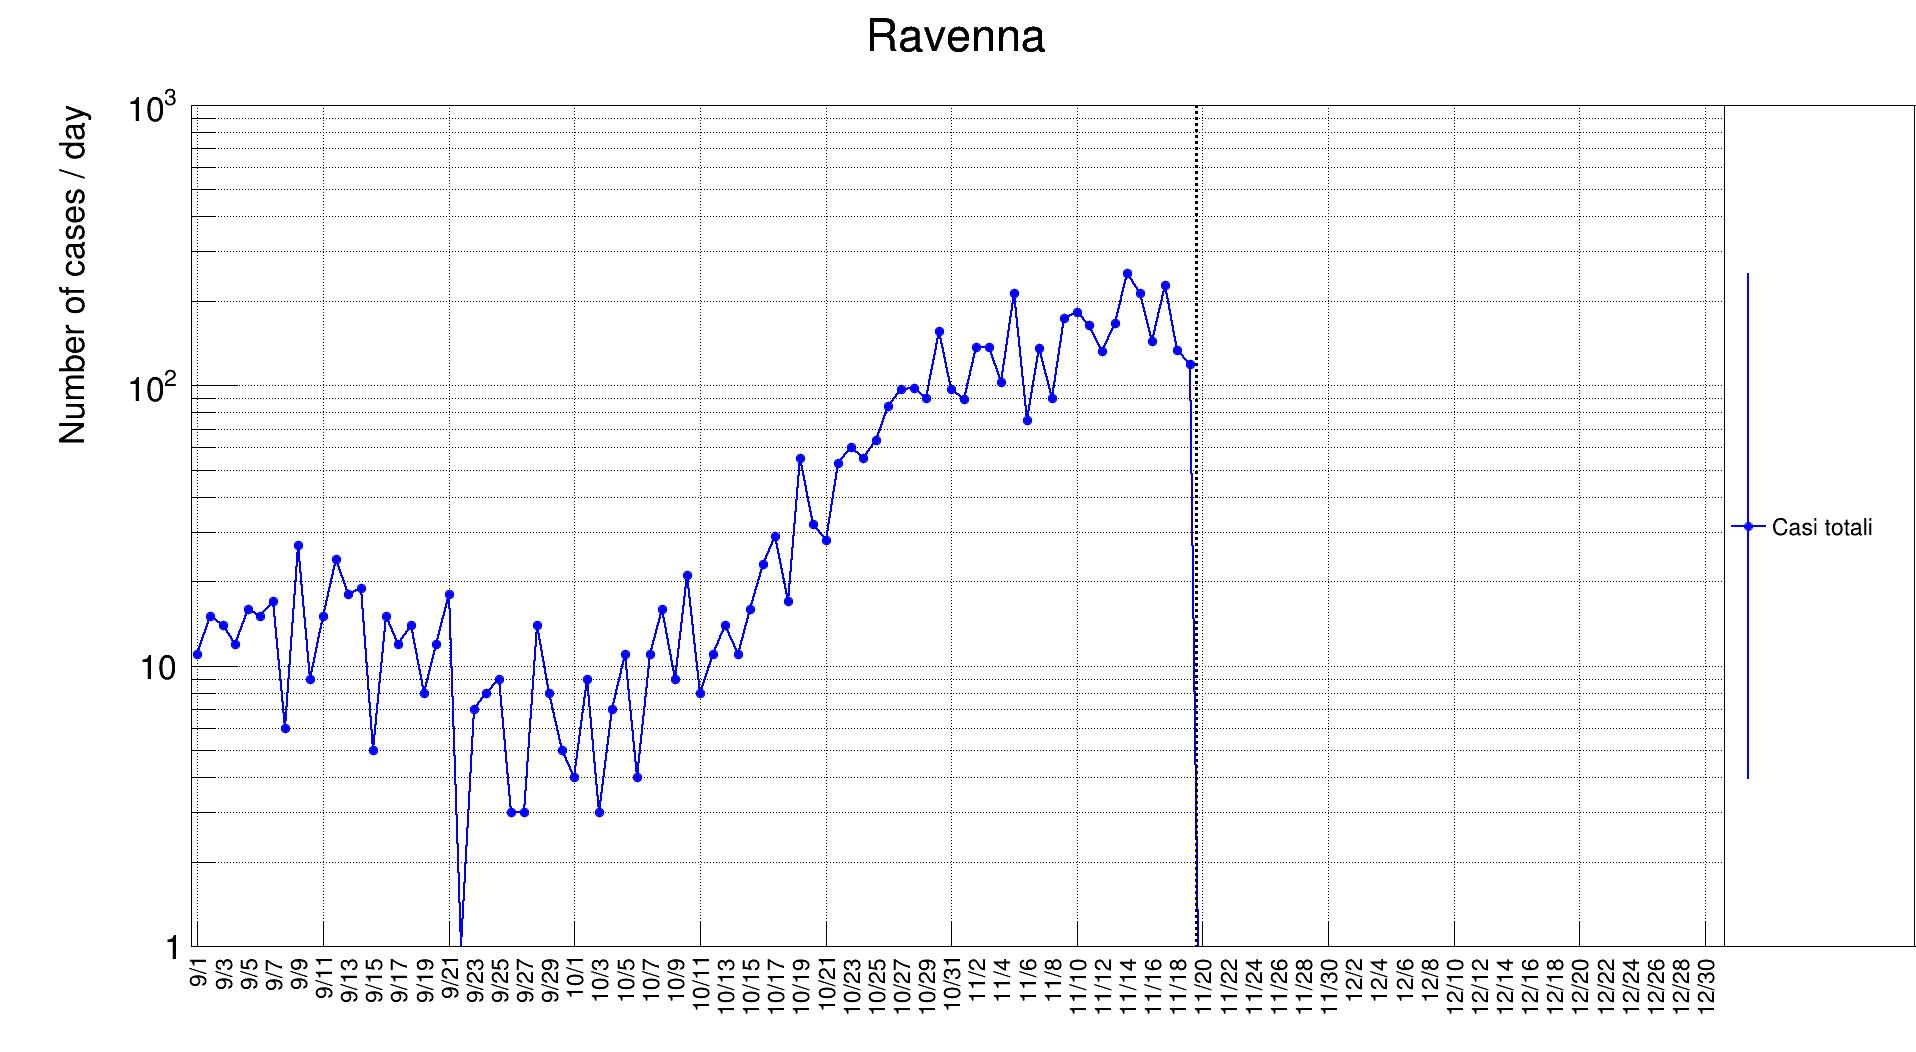 Ravenna
Number of cases / day
10³
10²
10
1
9/1 9/3 9/5 9/7 9/9 9/11 9/13 9/15 9/17 9/19 9/21 9/23 9/25 9/27 9/29 10/1 10/3 10/5 10/7 10/9 10/11 10/13 10/15 10/17 10/19 10/21 10/23 10/25 10/27 10/29 10/31 11/2 11/4 11/6 11/8 11/10 11/12 11/14 11/16 11/18 11/20 11/22 11/24 11/26 11/28 11/30 12/2 12/4 12/6 12/8 12/10 12/12 12/14 12/16 12/18 12/20 12/22 12/24 12/26 12/28 12/30
Casi totali